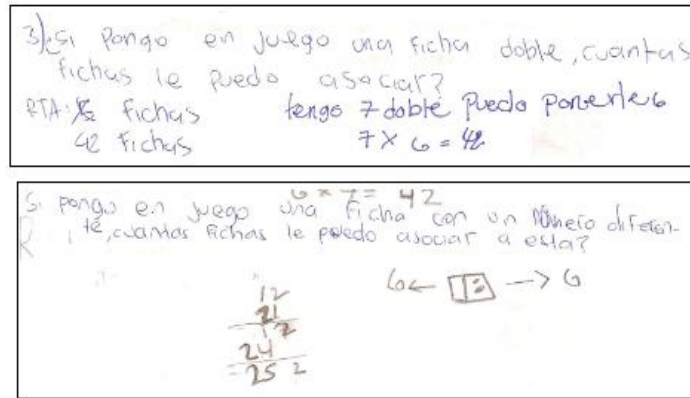 3) ¿Si Pongo en juego una ficha doble, cuantas
fichas le puedo asociar?
RTA: fichas tengo 7 doble puedo ponerle 6
42 fichas 7 x 6 = 42
6 x 7 = 42
Si pongo en juego una ficha con un número diferen-
te, cuantas fichas le puedo asociar a esta?
6 ← → 6
12
21
12
24
= 252